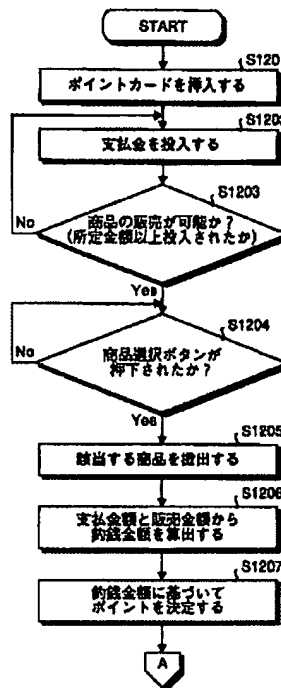 START
S1201
ポイントカードを挿入する
S1202
支払金を投入する
S1203
商品の販売が可能か?
(所定金額以上投入されたか)
No
Yes
S1204
商品選択ボタンが
押下されたか?
No
Yes
S1205
該当する商品を搬出する
S1206
支払金額と販売金額から
釣銭金額を算出する
S1207
釣銭金額に基づいて
ポイントを決定する
A